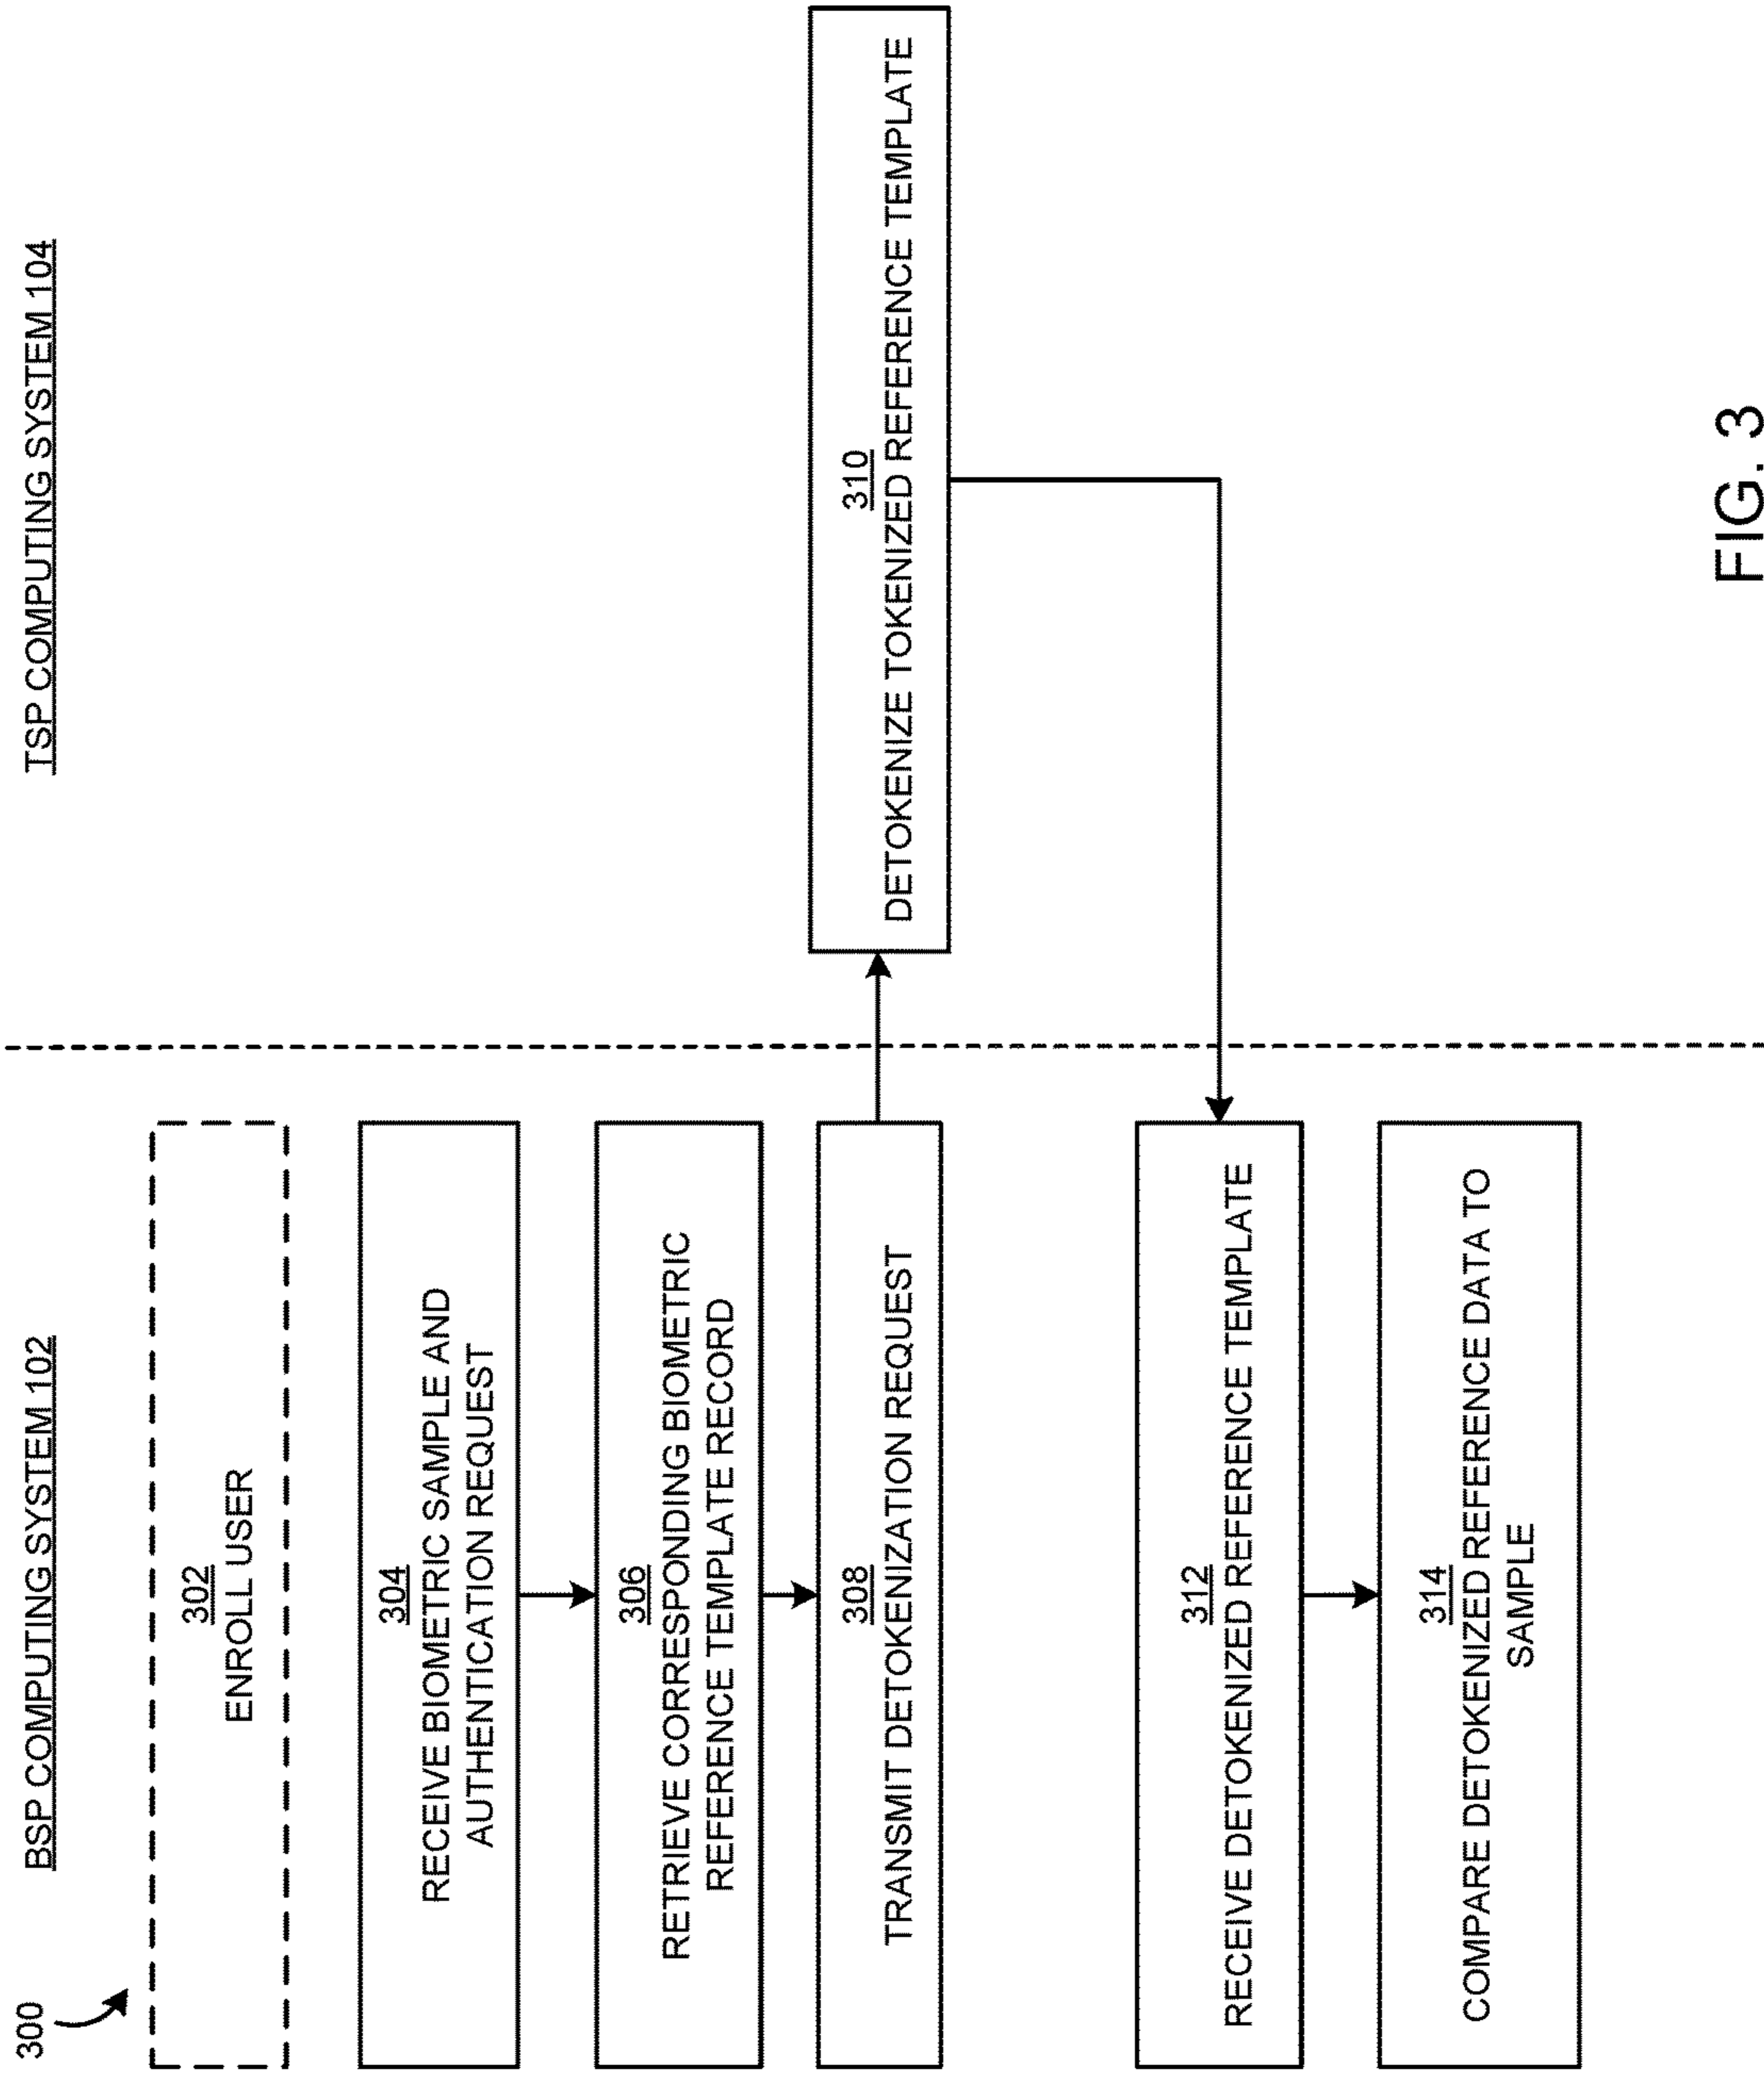 300
BSP COMPUTING SYSTEM 102
TSP COMPUTING SYSTEM 104
302
ENROLL USER
304
RECEIVE BIOMETRIC SAMPLE AND
AUTHENTICATION REQUEST
306
RETRIEVE CORRESPONDING BIOMETRIC
REFERENCE TEMPLATE RECORD
308
TRANSMIT DETOKENIZATION REQUEST
310
DETOKENIZE TOKENIZED REFERENCE TEMPLATE
312
RECEIVE DETOKENIZED REFERENCE TEMPLATE
314
COMPARE DETOKENIZED REFERENCE DATA TO
SAMPLE
FIG. 3